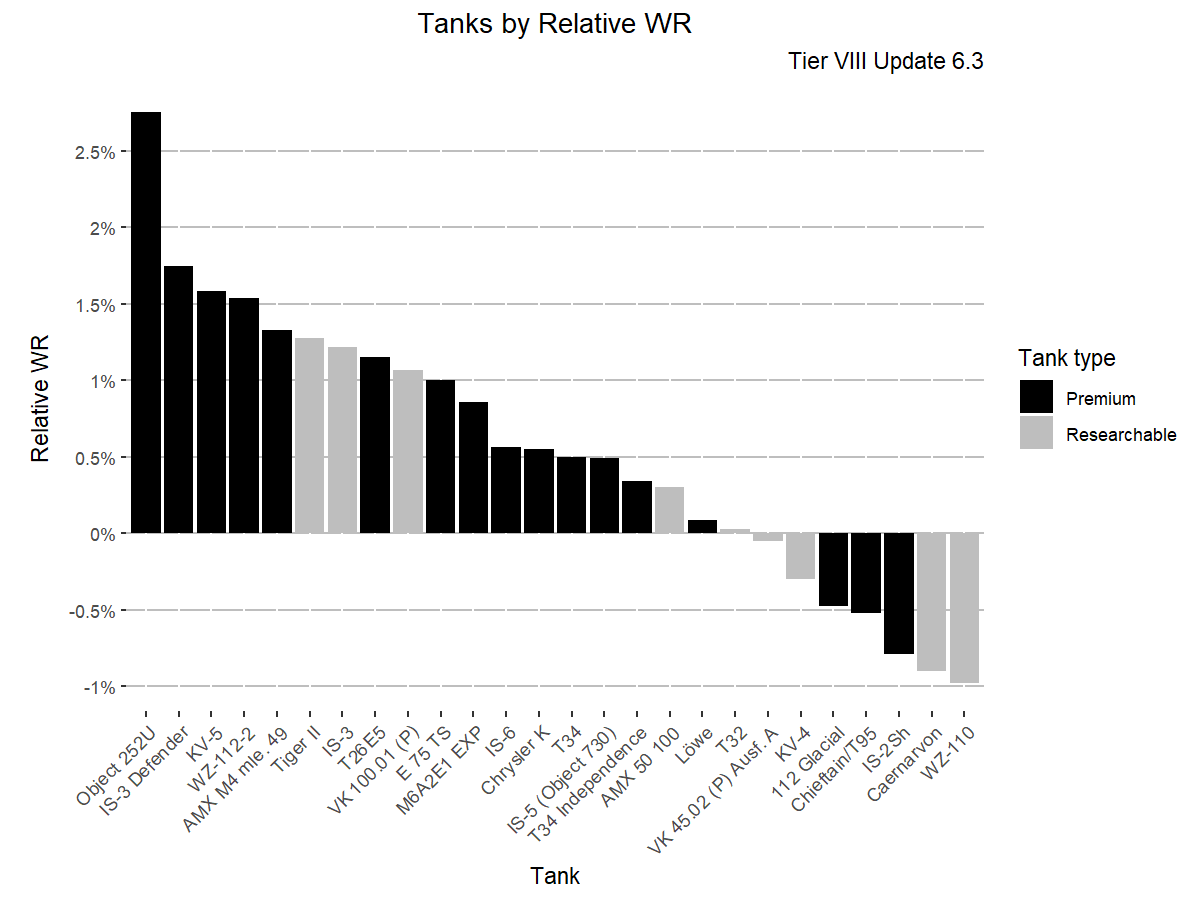 Tanks by Relative WR
Tier VIII Update 6.3
Relative WR
2.5%
2%
1.5%
1%
0.5%
0%
-0.5%
-1%
Object 252U
IS-3 Defender
KV-5
WZ-112-2
AMX M4 mle. 49
Tiger II
IS-3
T26E5
VK 100.01 (P)
E 75 TS
M6A2E1 EXP
IS-6
Chrysler K
T34
IS-5 (Object 730)
T34 Independence
AMX 50 100
Löwe
T32
VK 45.02 (P) Ausf. A
KV-4
112 Glacial
Chieftain/T95
IS-2Sh
Caernarvon
WZ-110
Tank
Tank type
Premium
Researchable